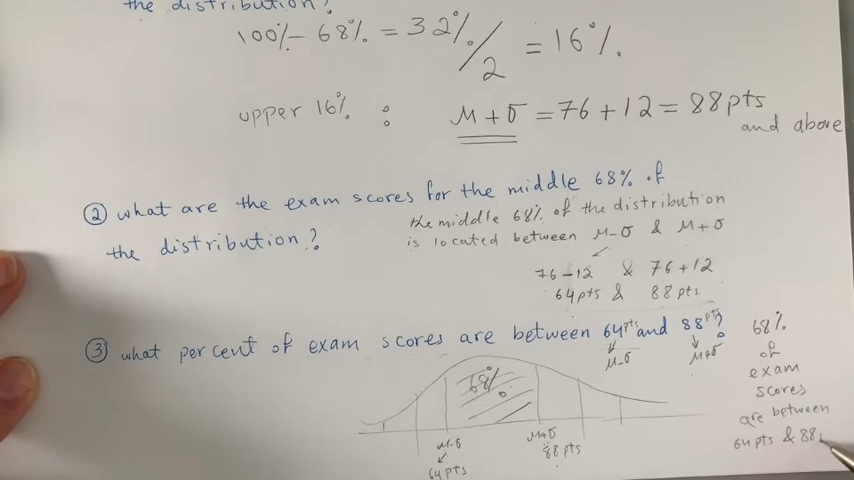 the distribution?
100% - 68% = 32% / 2 = 16%.
upper 16% : μ + σ = 76 + 12 = 88 pts
and above
② what are the exam scores for the middle 68% of
the distribution?
the middle 68% of the distribution
is located between μ-σ & μ+σ
76-12 & 76+12
64 pts & 88 pts.
③ what percent of exam scores are between 64 pts and 88 pts?
μ-σ μ+σ
68%
of
exam
scores
are between
64 pts & 88
68%
μ-σ μ+σ
64 pts 88 pts